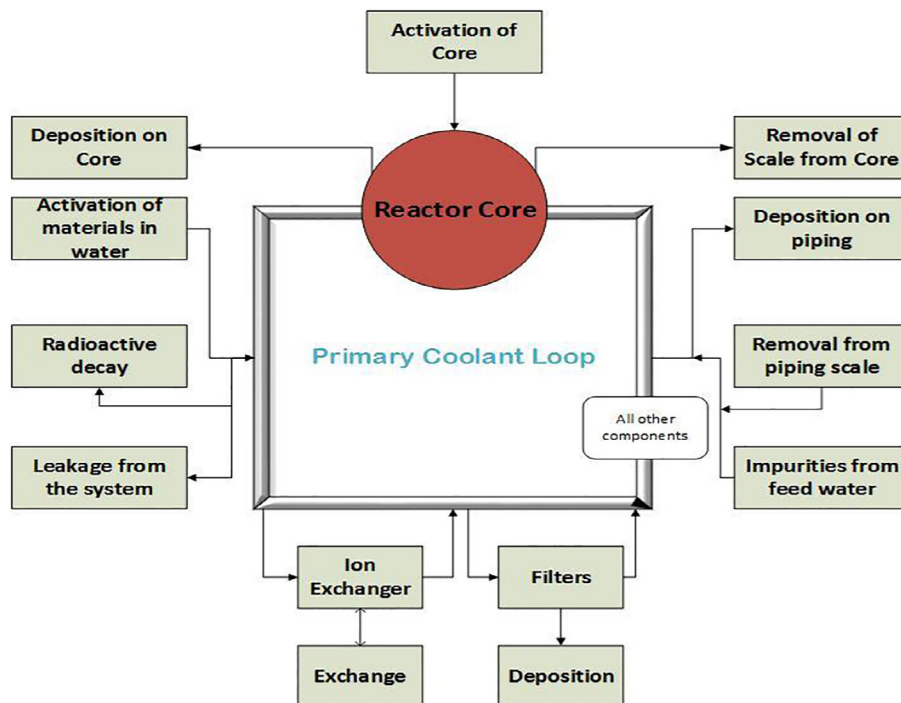 Activation of
Core
Deposition on
Core
Removal of
Scale from Core
Reactor Core
Activation of
materials in
water
Deposition on
piping
Primary Coolant Loop
Radioactive
decay
Removal from
piping scale
All other
components
Leakage from
the system
Impurities from
feed water
Ion
Exchanger
Filters
Exchange
Deposition